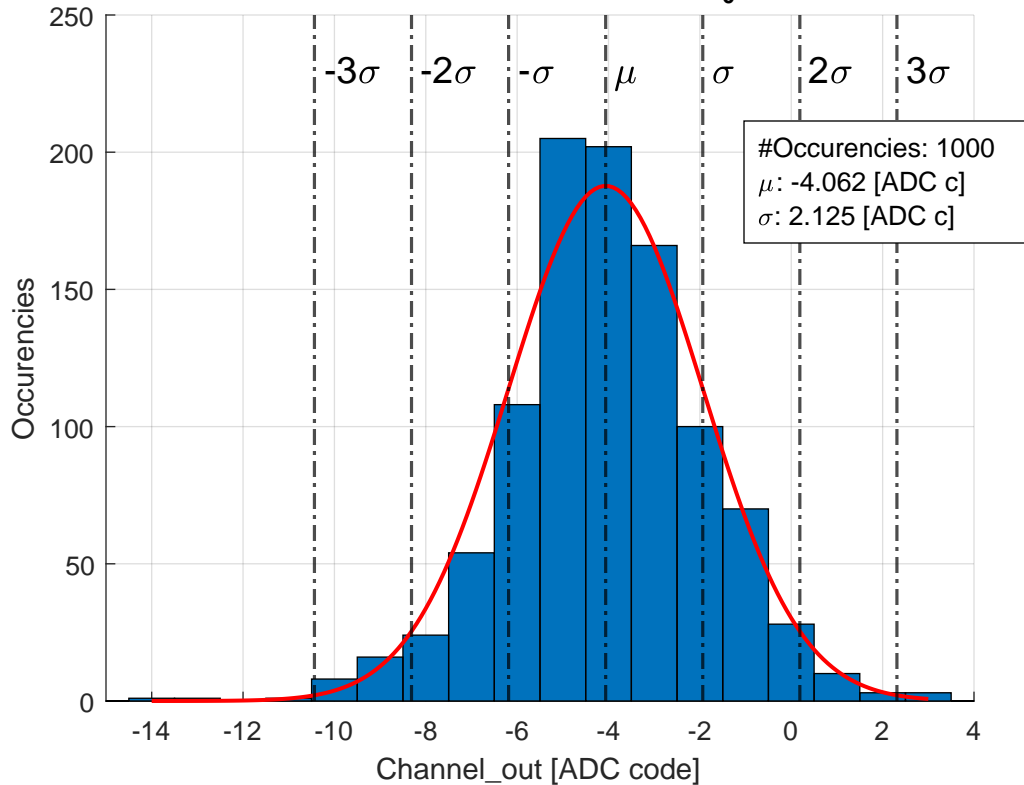 250
200
150
100
50
0
Occurencies
-3σ -2σ -σ μ σ 2σ 3σ
#Occurencies: 1000
μ: -4.062 [ADC c]
σ: 2.125 [ADC c]
-14 -12 -10 -8 -6 -4 -2 0 2 4
Channel_out [ADC code]